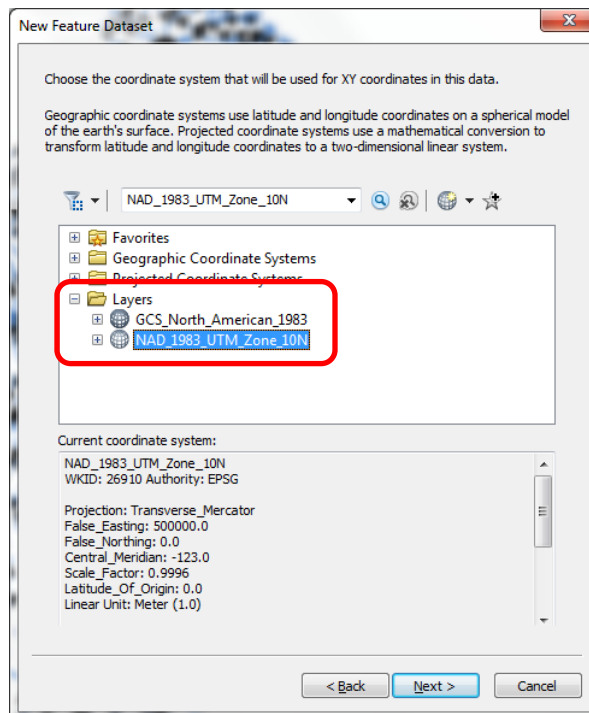 New Feature Dataset
Choose the coordinate system that will be used for XY coordinates in this data.
Geographic coordinate systems use latitude and longitude coordinates on a spherical model
of the earth's surface. Projected coordinate systems use a mathematical conversion to
transform latitude and longitude coordinates to a two-dimensional linear system.
NAD_1983_UTM_Zone_10N
Favorites
Geographic Coordinate Systems
Projected Coordinate Systems
Layers
GCS_North_American_1983
NAD_1983_UTM_Zone_10N
Current coordinate system:
NAD_1983_UTM_Zone_10N
WKID: 26910 Authority: EPSG
Projection: Transverse_Mercator
False_Easting: 500000.0
False_Northing: 0.0
Central_Meridian: -123.0
Scale_Factor: 0.9996
Latitude_Of_Origin: 0.0
Linear Unit: Meter (1.0)
< Back Next > Cancel